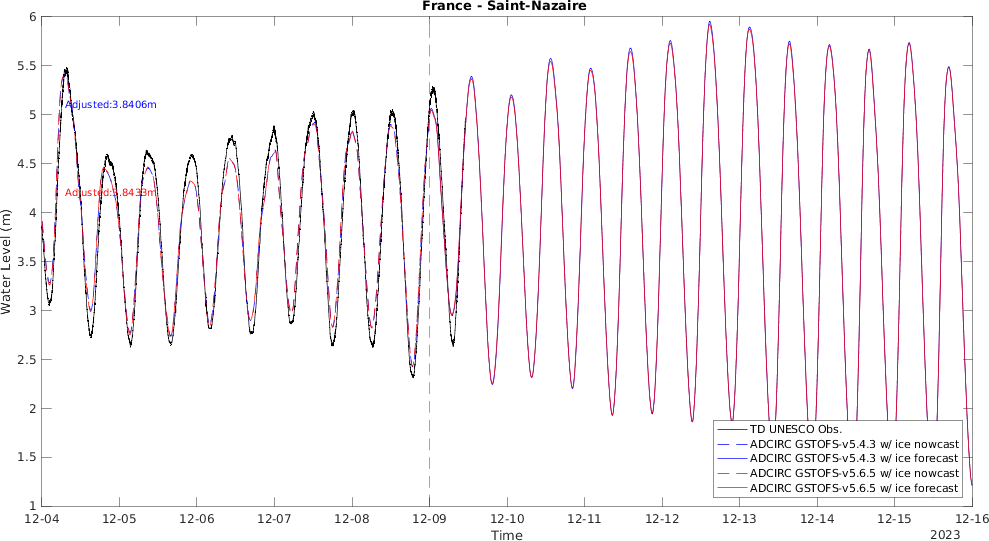 France - Saint-Nazaire
6
5.5
5
4.5
4
3.5
3
2.5
2
1.5
1
Water Level (m)
Adjusted:3.8406m
Adjusted:3.8433m
TD UNESCO Obs.
ADCIRC GSTOFS-v5.4.3 w/ ice nowcast
ADCIRC GSTOFS-v5.4.3 w/ ice forecast
ADCIRC GSTOFS-v5.6.5 w/ ice nowcast
ADCIRC GSTOFS-v5.6.5 w/ ice forecast
12-04 12-05 12-06 12-07 12-08 12-09 12-10 12-11 12-12 12-13 12-14 12-15 12-16
Time
2023